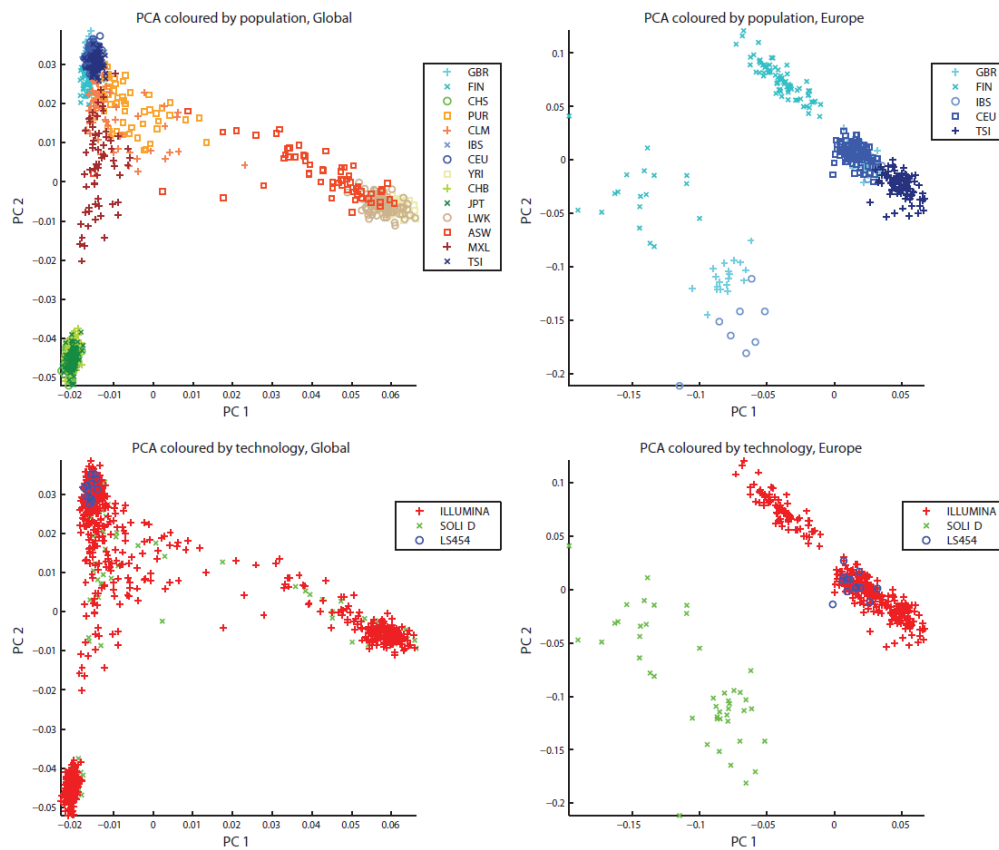 PCA coloured by population, Global
0.03
0.02
0.01
0
−0.01
−0.02
−0.03
−0.04
−0.05
PC 2
−0.02
−0.01
0
0.01
0.02
0.03
0.04
0.05
0.06
PC 1
GBR
FIN
CHS
PUR
CLM
IBS
CEU
YRI
CHB
JPT
LWK
ASW
MXL
TSI
PCA coloured by population, Europe
0.1
0.05
0
−0.05
−0.1
−0.15
−0.2
PC 2
−0.15
−0.1
−0.05
0
0.05
PC 1
GBR
FIN
IBS
CEU
TSI
PCA coloured by technology, Global
0.03
0.02
0.01
0
−0.01
−0.02
−0.03
−0.04
−0.05
PC 2
−0.02
−0.01
0
0.01
0.02
0.03
0.04
0.05
0.06
PC 1
ILLUMINA
SOLI D
LS454
PCA coloured by technology, Europe
0.1
0.05
0
−0.05
−0.1
−0.15
−0.2
PC 2
−0.15
−0.1
−0.05
0
0.05
PC 1
ILLUMINA
SOLI D
LS454